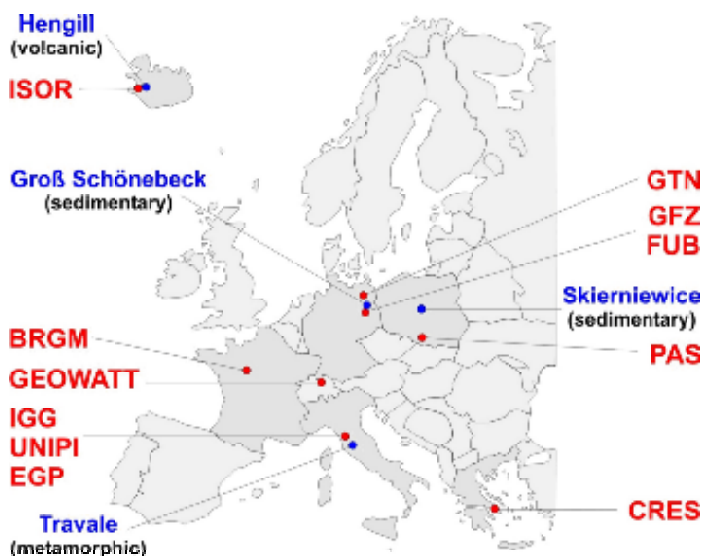 Hengill
(volcanic)
ISOR
Groß Schönebeck
(sedimentary)
GTN
GFZ
FUB
Skierniewice
(sedimentary)
PAS
BRGM
GEOWATT
IGG
UNIPI
EGP
Travale
(metamorphic)
CRES